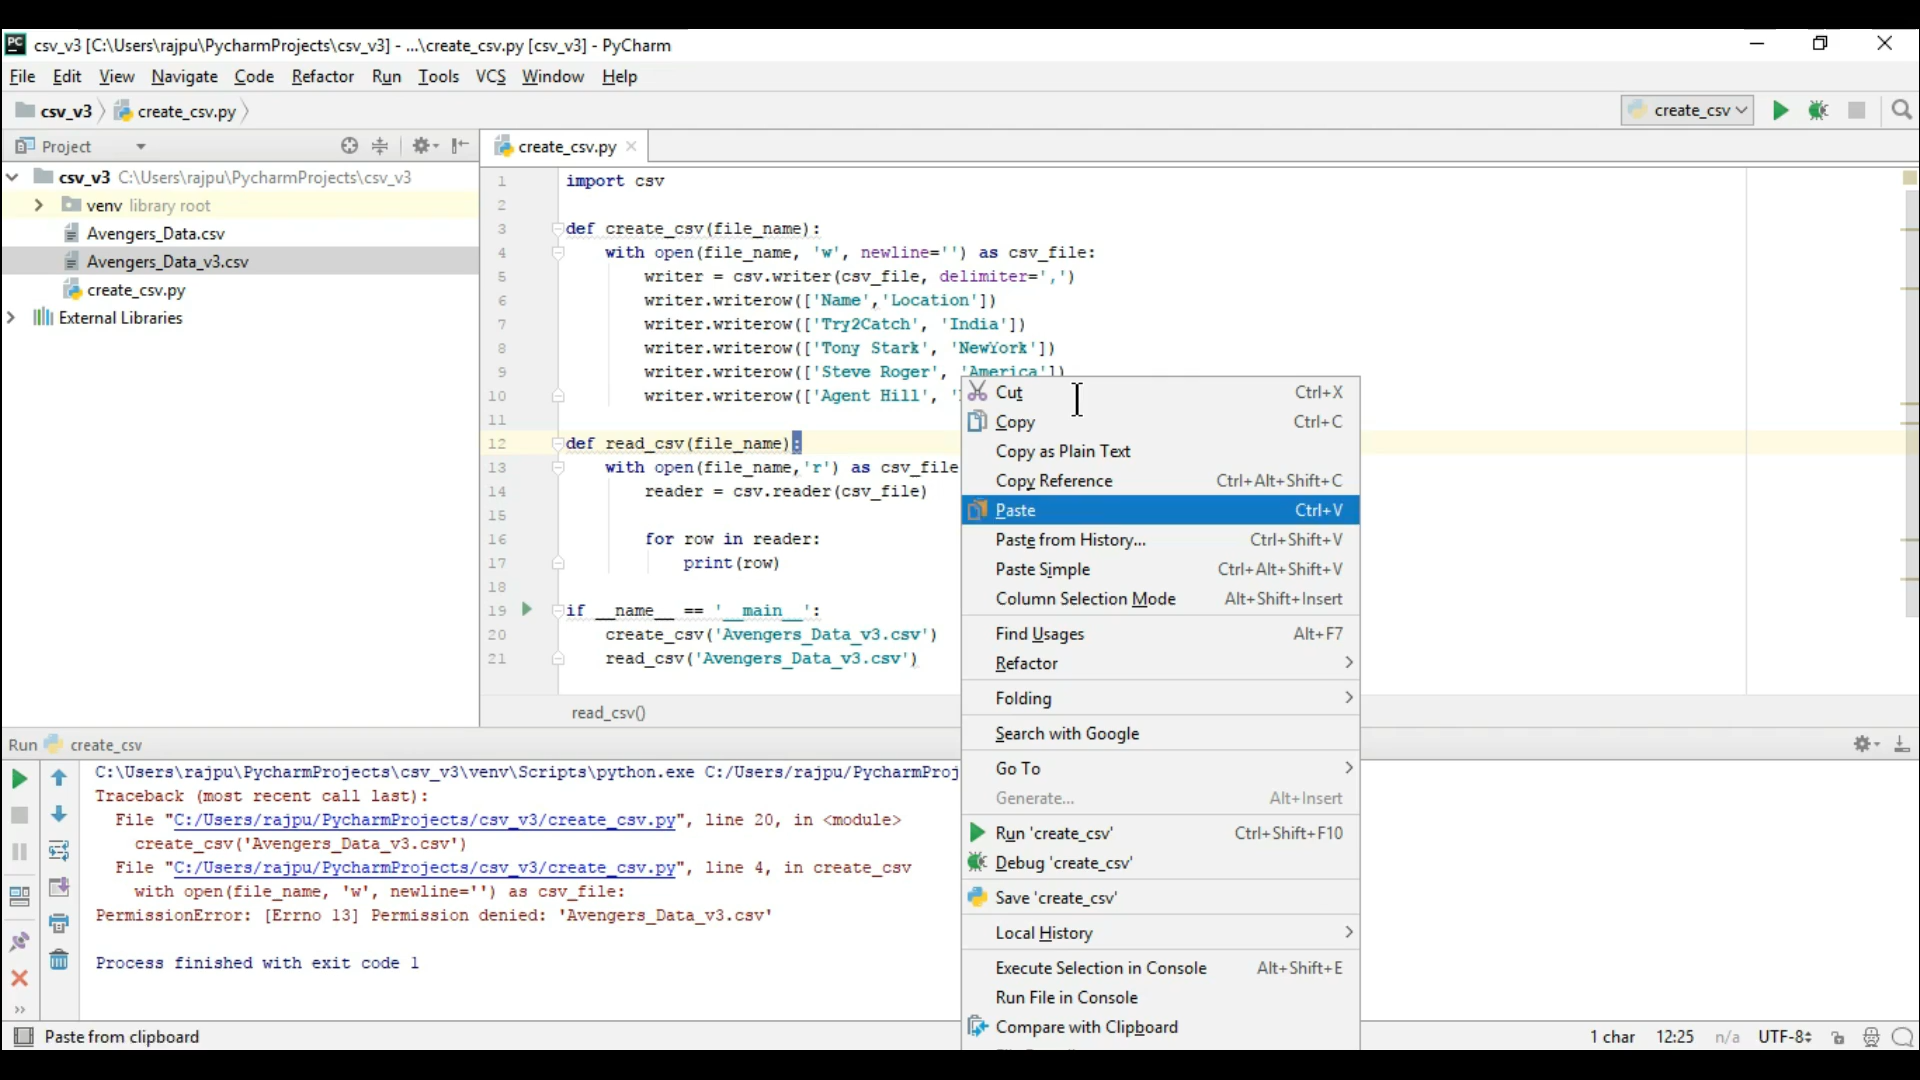 PC csv_v3 [C:\Users\rajpu\PycharmProjects\csv_v3] - ...\create_csv.py [csv_v3] - PyCharm
File Edit View Navigate Code Refactor Run Tools VCS Window Help
csv_v3 create_csv.py create_csv
Project create_csv.py
csv_v3 C:\Users\rajpu\PycharmProjects\csv_v3
venv library root
Avengers_Data.csv
Avengers_Data_v3.csv
create_csv.py
External Libraries
1 import csv
2
3 def create_csv(file_name):
4 with open(file_name, 'w', newline='') as csv_file:
5 writer = csv.writer(csv_file, delimiter=',')
6 writer.writerow(['Name','Location'])
7 writer.writerow(['Try2Catch', 'India'])
8 writer.writerow(['Tony Stark', 'NewYork'])
9 writer.writerow(['Steve Roger', 'America'])
10 writer.writerow(['Agent Hill', '
11
12 def read_csv(file_name):
13 with open(file_name,'r') as csv_file
14 reader = csv.reader(csv_file)
15
16 for row in reader:
17 print(row)
18
19 if __name__ == '__main__':
20 create_csv('Avengers_Data_v3.csv')
21 read_csv('Avengers_Data_v3.csv')
read_csv()
Cut Ctrl+X
Copy Ctrl+C
Copy as Plain Text
Copy Reference Ctrl+Alt+Shift+C
Paste Ctrl+V
Paste from History... Ctrl+Shift+V
Paste Simple Ctrl+Alt+Shift+V
Column Selection Mode Alt+Shift+Insert
Find Usages Alt+F7
Refactor
Folding
Search with Google
Go To
Generate... Alt+Insert
Run 'create_csv' Ctrl+Shift+F10
Debug 'create_csv'
Save 'create_csv'
Local History
Execute Selection in Console Alt+Shift+E
Run File in Console
Compare with Clipboard
Run create_csv
C:\Users\rajpu\PycharmProjects\csv_v3\venv\Scripts\python.exe C:/Users/rajpu/PycharmProj
Traceback (most recent call last):
File "C:/Users/rajpu/PycharmProjects/csv_v3/create_csv.py", line 20, in <module>
create_csv('Avengers_Data_v3.csv')
File "C:/Users/rajpu/PycharmProjects/csv_v3/create_csv.py", line 4, in create_csv
with open(file_name, 'w', newline='') as csv_file:
PermissionError: [Errno 13] Permission denied: 'Avengers_Data_v3.csv'
Process finished with exit code 1
Paste from clipboard 1 char 12:25 n/a UTF-8